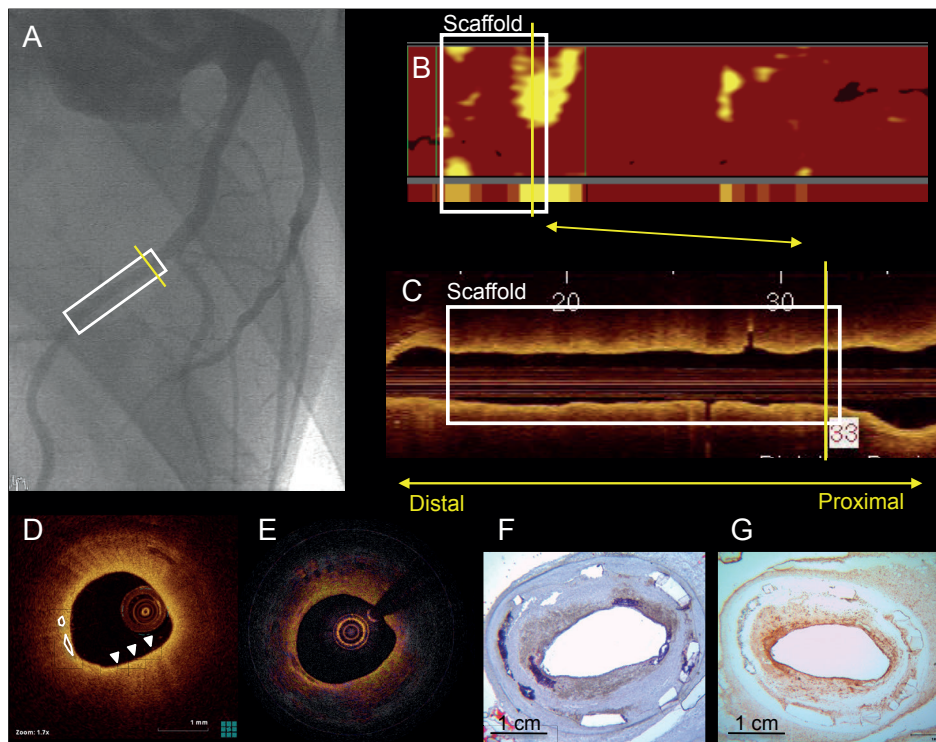 A
Scaffold
B
C
Scaffold
20
30
33
Distal
Proximal
D
E
F
G
1 mm
Zoom: 1.7x
1 cm
1 cm